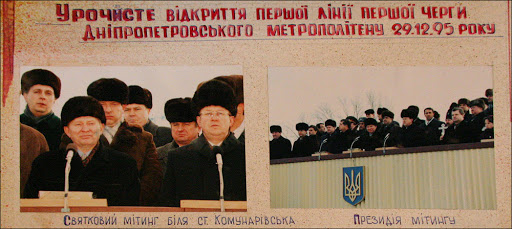 Урочисте відкриття першої лінії першої черги
Дніпропетровського метрополітену 29.12.95 року
Святковий мітинг біля ст. Комунарівська
Президія мітингу